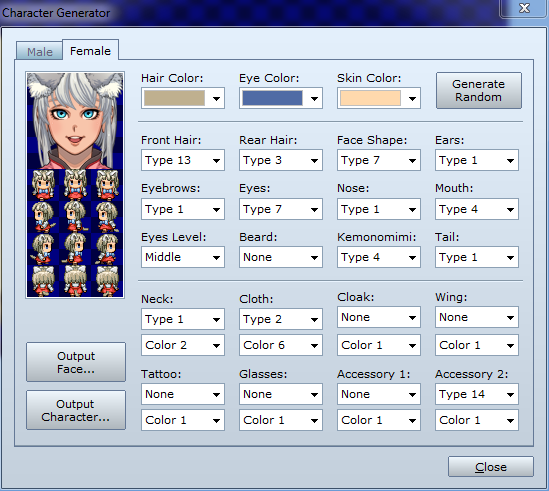 Character Generator
Male Female
Hair Color: Eye Color: Skin Color:
Generate
Random
Front Hair: Rear Hair: Face Shape: Ears:
Type 13 Type 3 Type 7 Type 1
Eyebrows: Eyes: Nose: Mouth:
Type 1 Type 7 Type 1 Type 4
Eyes Level: Beard: Kemonomimi: Tail:
Middle None Type 4 Type 1
Neck: Cloth: Cloak: Wing:
Type 1 Type 2 None None
Color 2 Color 6 Color 1 Color 1
Output
Face...
Tattoo: Glasses: Accessory 1: Accessory 2:
None None None Type 14
Output
Character...
Color 1 Color 1 Color 1 Color 1
Close